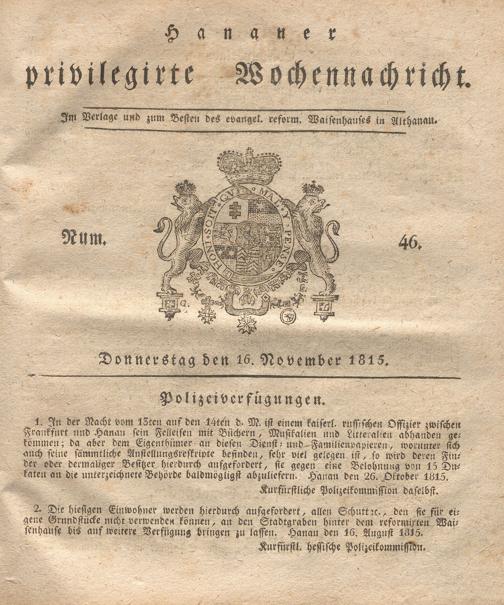 Hanauer
privilegirte Wochennachricht.
Im Verlage und zum Besten des evangel. reform. Waisenhauses in Althanau.
HONI SOIT QUI MAL Y PENSE
Num. 46.
Donnerstag den 16. November 1815.
Polizeiverfügungen.
1. In der Nacht vom 13ten auf den 14ten d. M. ist einem kaiserl. russischen Offizier zwischen
Frankfurt und Hanau sein Felleisen mit Büchern, Musikalien und Litteralien abhanden ge-
kommen; da aber dem Eigenthümer an diesen Dienst- und Familienpapieren, worunter sich
auch seine sämmtliche Anstellungsreskripte befinden, sehr viel gelegen ist, so wird deren Fin-
der oder dermaliger Besitzer hierdurch aufgefordert, sie gegen eine Belohnung von 15 Du-
katen an die unterzeichnete Behörde baldmöglichst abzuliefern. Hanau den 26. Oktober 1815.
Kurfürstliche Polizeikommission daselbst.
2. Die hiesigen Einwohner werden hierdurch aufgefordert, allen Schutt ꝛc., den sie für ei-
gene Grundstücke nicht verwenden können, an den Stadtgraben hinter dem reformirten Wai-
senhause bis auf weitere Verfügung bringen zu lassen. Hanau den 16. August 1815.
Kurfürstl. hessische Polizeikommission.